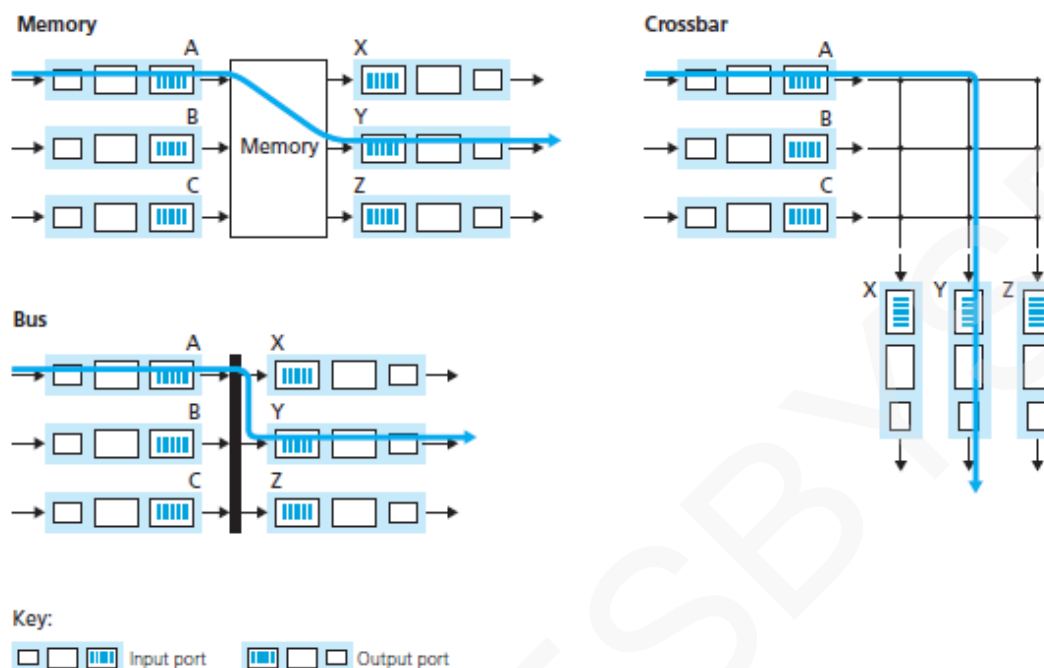 Memory
A
X
B
Y
Memory
C
Z
Crossbar
A
B
C
X
Y
Z
Bus
A
X
B
Y
C
Z
Key:
Input port
Output port